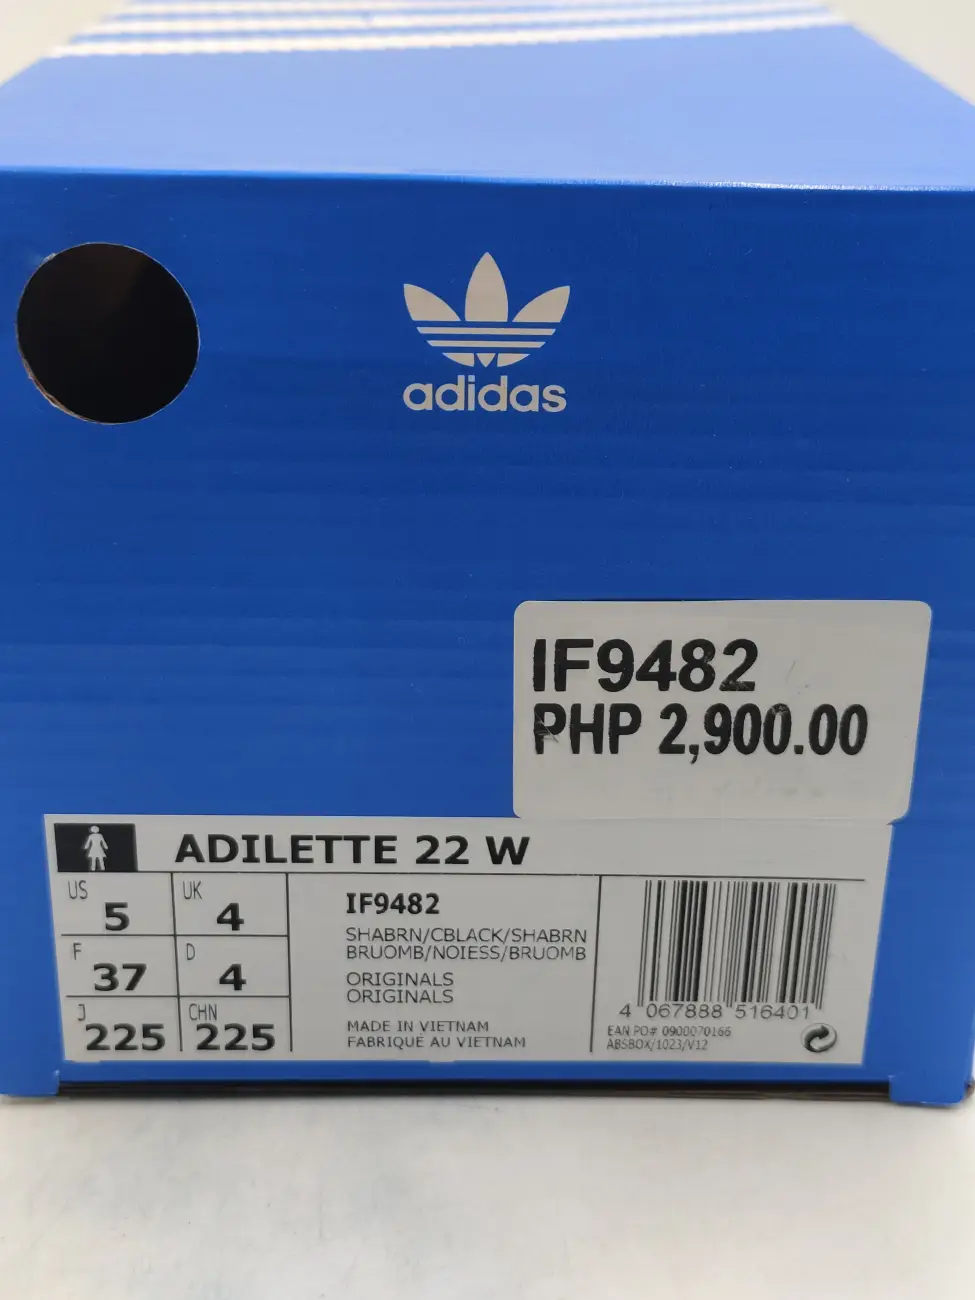 adidas
IF9482
PHP 2,900.00
ADILETTE 22 W
US
5
UK
4
F
37
D
4
J
225
CHN
225
IF9482
SHABRN/CBLACK/SHABRN
BRUOMB/NOIESS/BRUOMB
ORIGINALS
ORIGINALS
MADE IN VIETNAM
FABRIQUE AU VIETNAM
4 067888 516401
EAN PO# 0900070166
ABSBOX/1023/V12